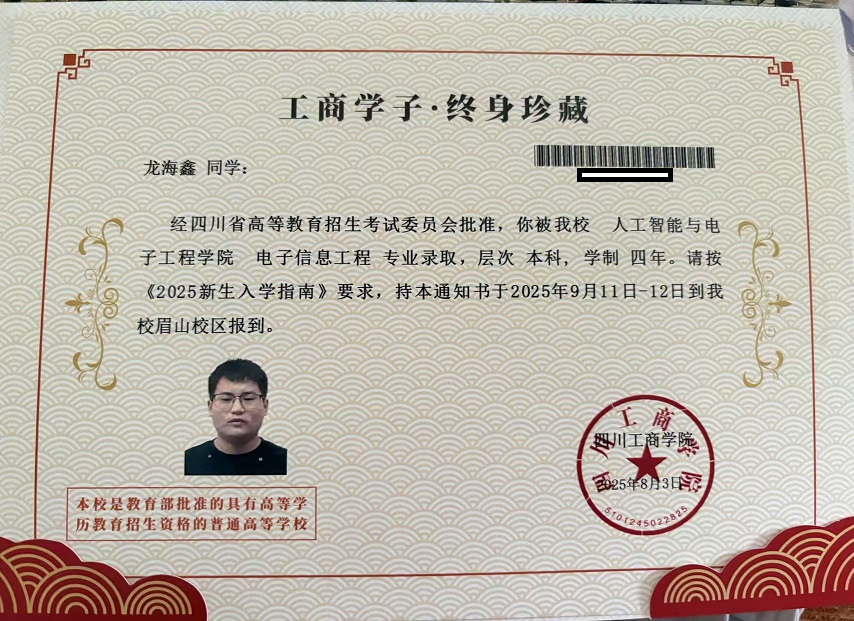 工商学子·终身珍藏
龙海鑫 同学:
经四川省高等教育招生考试委员会批准，你被我校 人工智能与电
子工程学院 电子信息工程 专业录取，层次 本科，学制 四年。请按
《2025新生入学指南》要求，持本通知书于2025年9月11日-12日到我
校眉山校区报到。
四川工商学院
四川工商学院
2025年8月3日
5101245022825
本校是教育部批准的具有高等学
历教育招生资格的普通高等学校